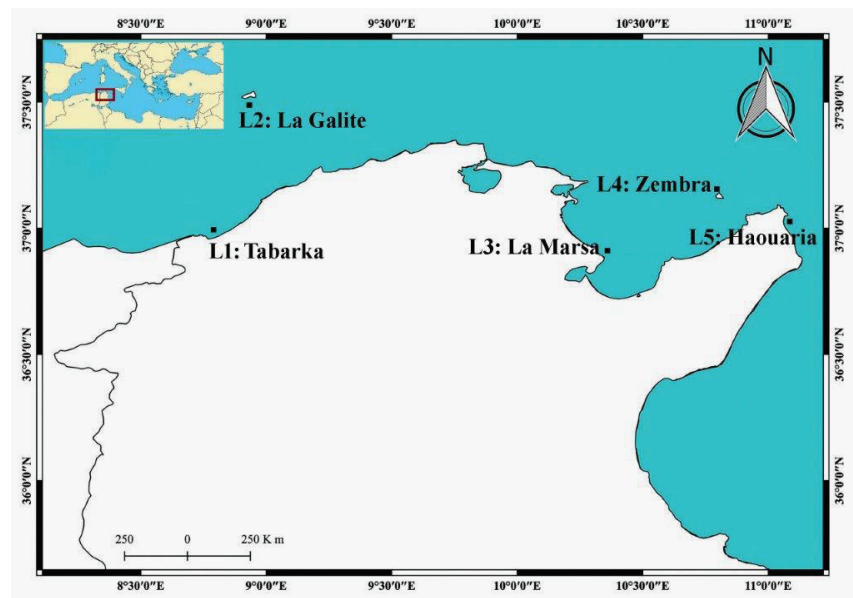 8°30'0"E 9°0'0"E 9°30'0"E 10°0'0"E 10°30'0"E 11°0'0"E
N
37°30'0"N 37°30'0"N
L2: La Galite
L4: Zembra
37°0'0"N 37°0'0"N
L1: Tabarka
L3: La Marsa
L5: Haouaria
36°30'0"N 36°30'0"N
36°0'0"N 36°0'0"N
250 0 250 K m
8°30'0"E 9°0'0"E 9°30'0"E 10°0'0"E 10°30'0"E 11°0'0"E